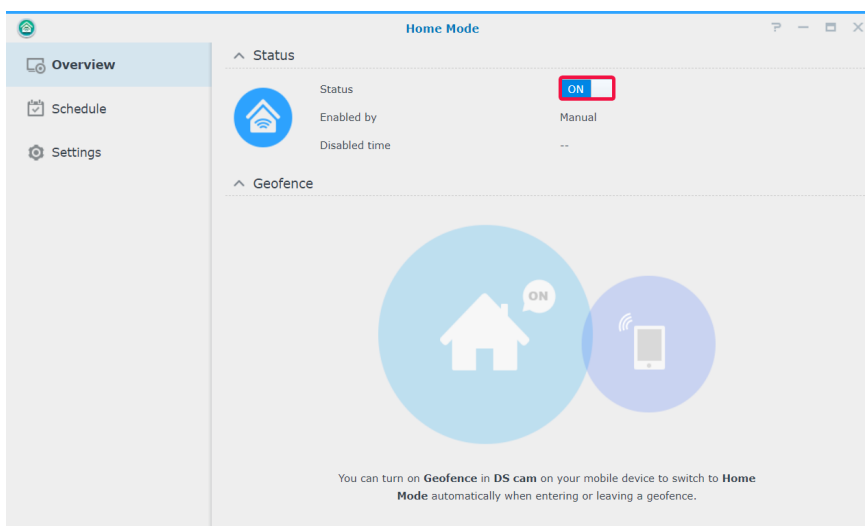 Home Mode
Overview
Schedule
Settings
Status
Status ON
Enabled by Manual
Disabled time --
Geofence
ON
You can turn on Geofence in DS cam on your mobile device to switch to Home
Mode automatically when entering or leaving a geofence.